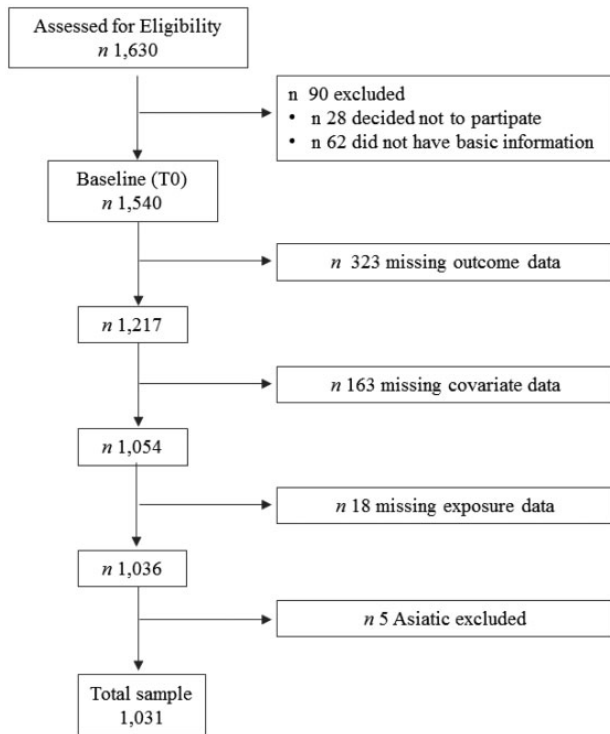 Assessed for Eligibility
n 1,630
n 90 excluded
• n 28 decided not to partipate
• n 62 did not have basic information
Baseline (T0)
n 1,540
n 323 missing outcome data
n 1,217
n 163 missing covariate data
n 1,054
n 18 missing exposure data
n 1,036
n 5 Asiatic excluded
Total sample
1,031